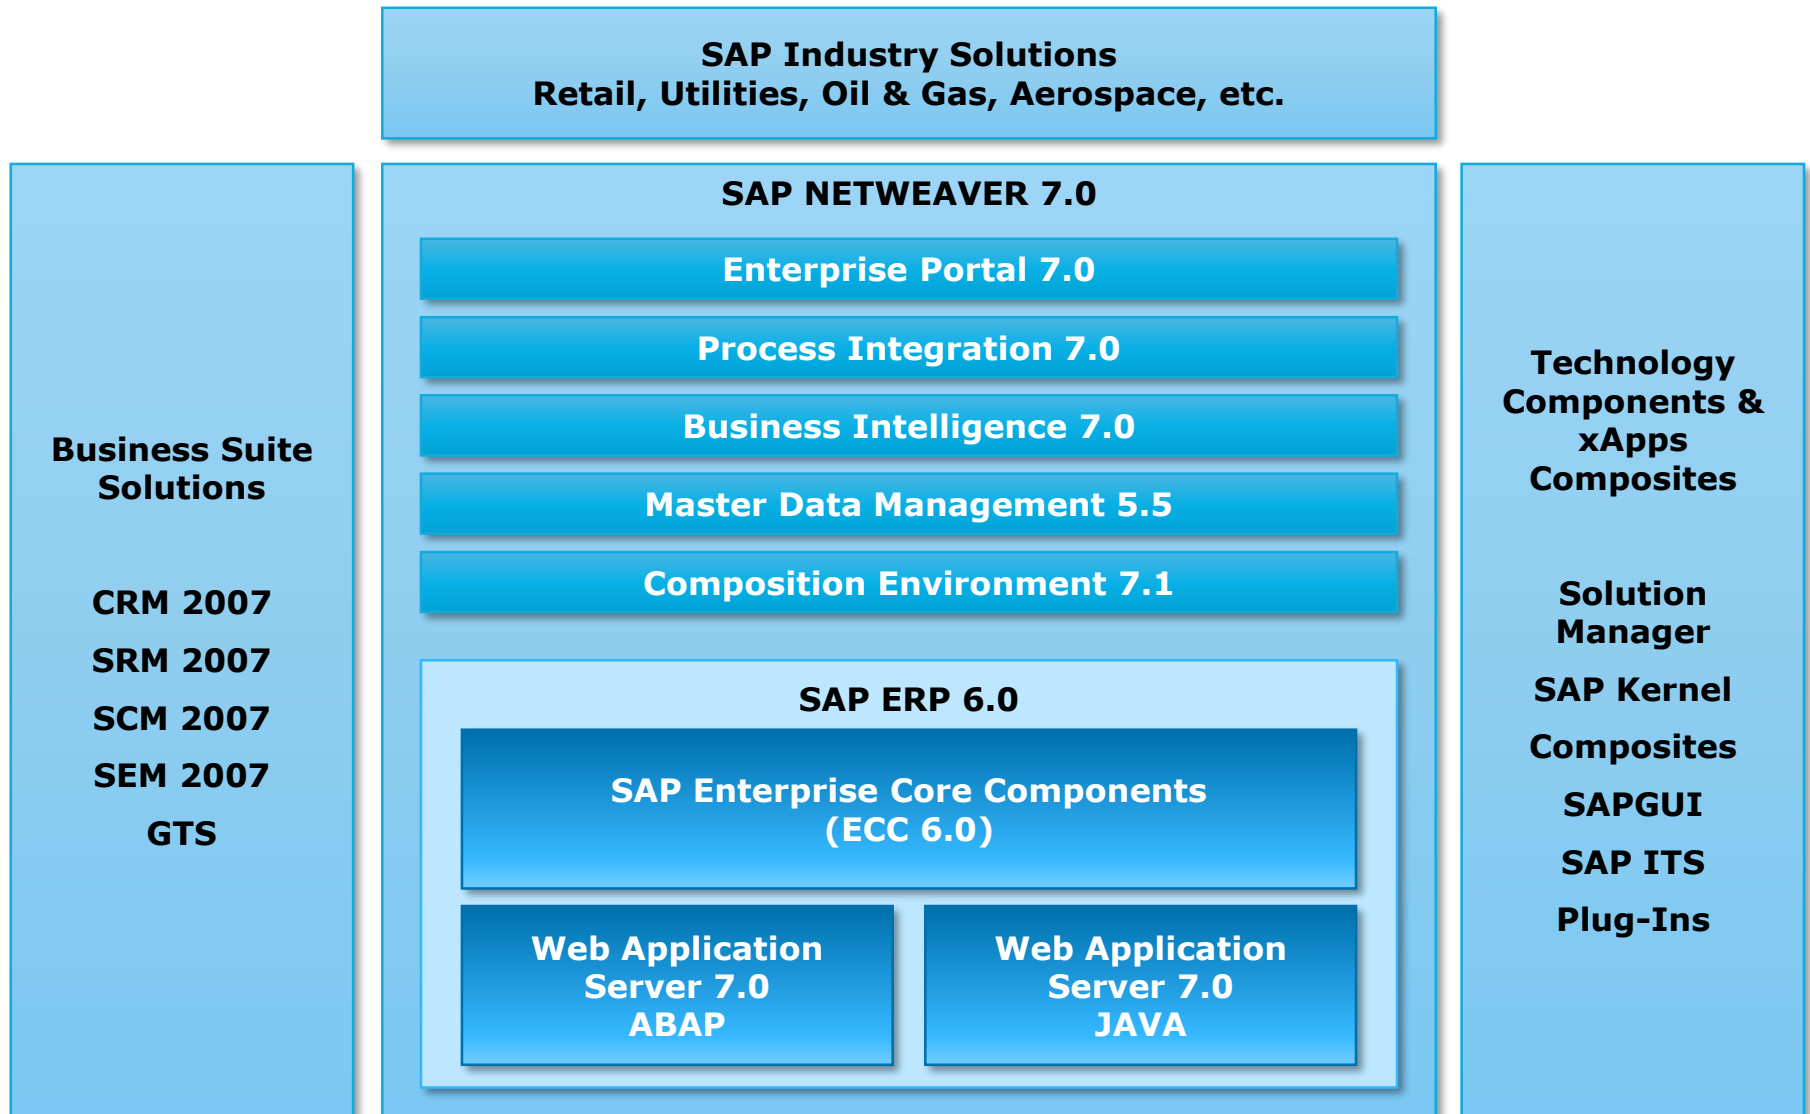 SAP Industry Solutions
Retail, Utilities, Oil & Gas, Aerospace, etc.
Business Suite
Solutions
CRM 2007
SRM 2007
SCM 2007
SEM 2007
GTS
SAP NETWEAVER 7.0
Enterprise Portal 7.0
Process Integration 7.0
Business Intelligence 7.0
Master Data Management 5.5
Composition Environment 7.1
SAP ERP 6.0
SAP Enterprise Core Components
(ECC 6.0)
Web Application
Server 7.0
ABAP
Web Application
Server 7.0
JAVA
Technology
Components &
xApps
Composites
Solution
Manager
SAP Kernel
Composites
SAPGUI
SAP ITS
Plug-Ins